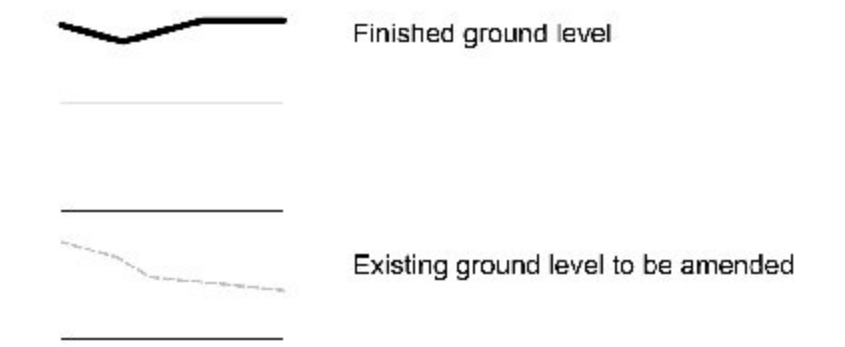 Finished ground level
Existing ground level to be amended